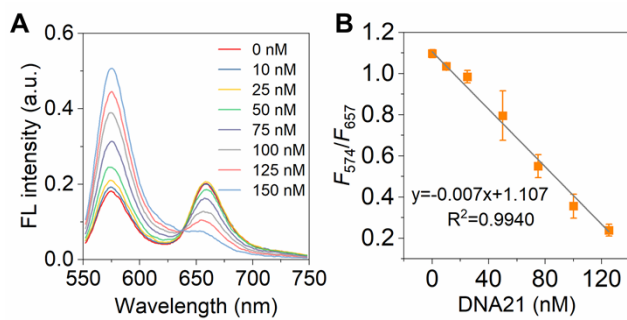 A
FL intensity (a.u.)
0.6
0.4
0.2
0.0
550 600 650 700 750
Wavelength (nm)
0 nM
10 nM
25 nM
50 nM
75 nM
100 nM
125 nM
150 nM
B
F574/F657
1.2
1.0
0.8
0.6
0.4
0.2
0 40 80 120
DNA21 (nM)
y=-0.007x+1.107
R²=0.9940